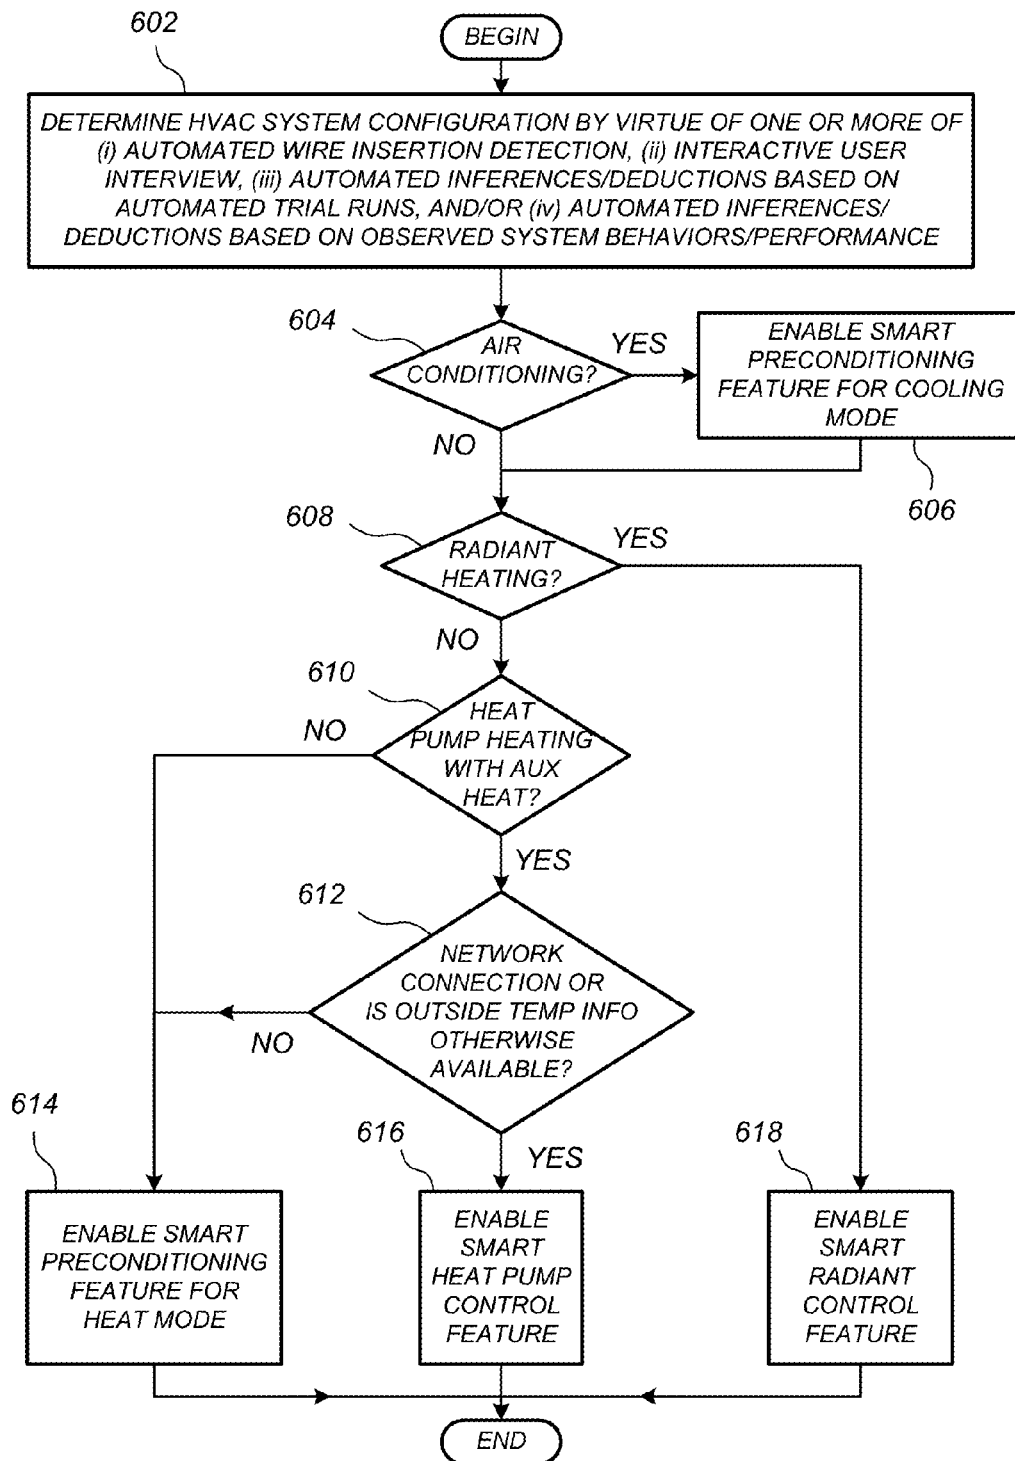 602
BEGIN
DETERMINE HVAC SYSTEM CONFIGURATION BY VIRTUE OF ONE OR MORE OF
(i) AUTOMATED WIRE INSERTION DETECTION, (ii) INTERACTIVE USER
INTERVIEW, (iii) AUTOMATED INFERENCES/DEDUCTIONS BASED ON
AUTOMATED TRIAL RUNS, AND/OR (iv) AUTOMATED INFERENCES/
DEDUCTIONS BASED ON OBSERVED SYSTEM BEHAVIORS/PERFORMANCE
604
AIR
CONDITIONING?
YES
NO
ENABLE SMART
PRECONDITIONING
FEATURE FOR COOLING
MODE
606
608
RADIANT
HEATING?
YES
NO
610
HEAT
PUMP HEATING
WITH AUX
HEAT?
NO
YES
612
NETWORK
CONNECTION OR
IS OUTSIDE TEMP INFO
OTHERWISE
AVAILABLE?
NO
YES
614
ENABLE SMART
PRECONDITIONING
FEATURE FOR
HEAT MODE
616
ENABLE
SMART
HEAT PUMP
CONTROL
FEATURE
618
ENABLE
SMART
RADIANT
CONTROL
FEATURE
END